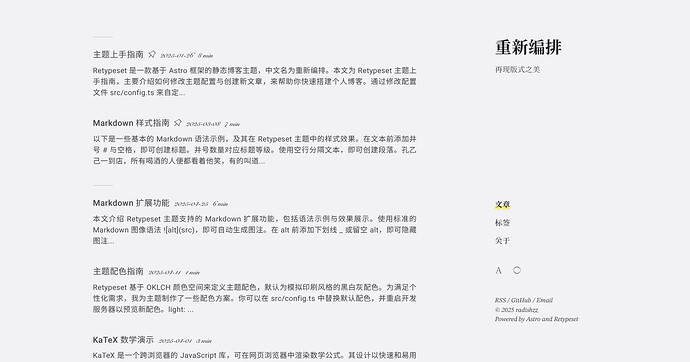 主题上手指南 2025-01-26 8 min
Retypeset 是一款基于 Astro 框架的静态博客主题，中文名为重新编排。本文为 Retypeset 主题上
手指南，主要介绍如何修改主题配置与创建新文章，来帮助你快速搭建个人博客。通过修改配置
文件 src/config.ts 来自定...
Markdown 样式指南 2025-03-08 7 min
以下是一些基本的 Markdown 语法示例，及其在 Retypeset 主题中的样式效果。在文本前添加井
号 # 与空格，即可创建标题。井号数量对应标题等级。使用空行分隔文本，即可创建段落。孔乙
己一到店，所有喝酒的人便都看着他笑，有的叫道...
Markdown 扩展功能 2025-04-25 6 min
本文介绍 Retypeset 主题支持的 Markdown 扩展功能，包括语法示例与效果展示。使用标准的
Markdown 图像语法 ![alt](src)，即可自动生成图注。在 alt 前添加下划线 _ 或留空 alt，即可隐藏
图注...
主题配色指南 2025-04-11 1 min
Retypeset 基于 OKLCH 颜色空间来定义主题配色，默认为模拟印刷风格的黑白灰配色。为满足个
性化需求，我为主题制作了一些配色方案。你可以在 src/config.ts 中替换默认配色，并重启开发
服务器以预览新配色。light: ...
KaTeX 数学演示 2025-04-01 3 min
KaTeX 是一个跨浏览器的 JavaScript 库，可在网页浏览器中渲染数学公式。其设计以快速和易用
重新编排
再现版式之美
文章
标签
关于
A
RSS / GitHub / Email
© 2025 radishzz
Powered by Astro and Retypeset